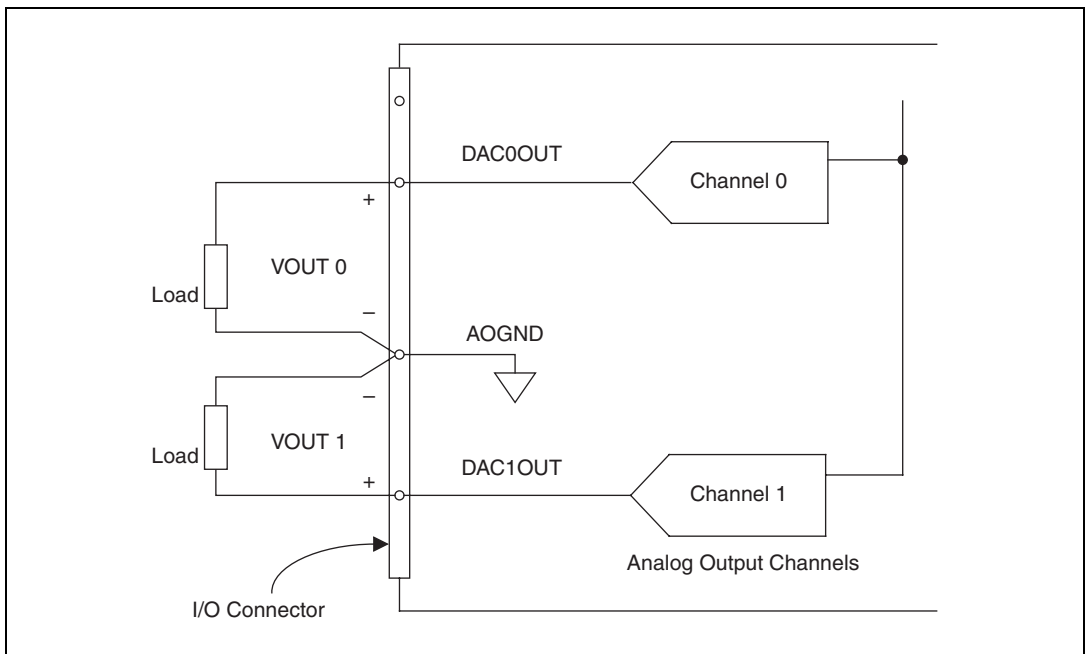 DAC0OUT
Channel 0
+
VOUT 0
Load
–
AOGND
–
VOUT 1
Load
+
DAC1OUT
Channel 1
Analog Output Channels
I/O Connector